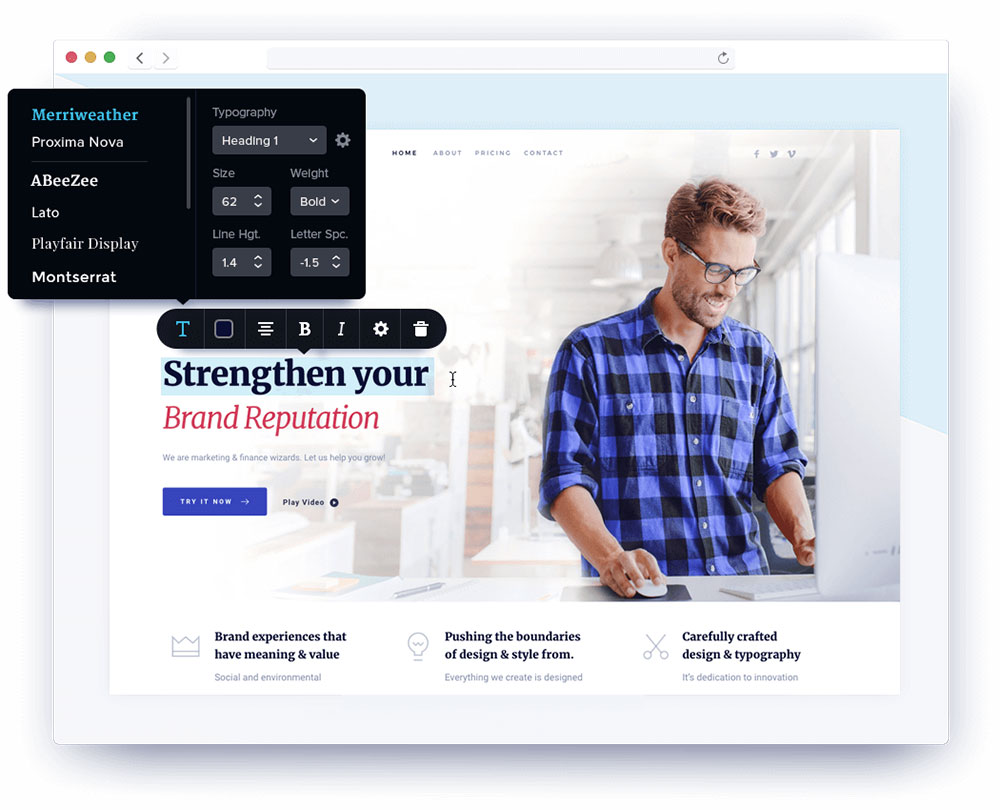 Merriweather
Proxima Nova
ABeeZee
Lato
Playfair Display
Montserrat
Typography
Heading 1
Size
Weight
62
Bold
Line Hgt.
Letter Spc.
1.4
-1.5
HOME ABOUT PRICING CONTACT
T B I
Strengthen your
Brand Reputation
We are marketing & finance wizards. Let us help you grow!
TRY IT NOW
Play Video
Brand experiences that
have meaning & value
Social and environmental
Pushing the boundaries
of design & style from.
Everything we create is designed
Carefully crafted
design & typography
It's dedication to innovation